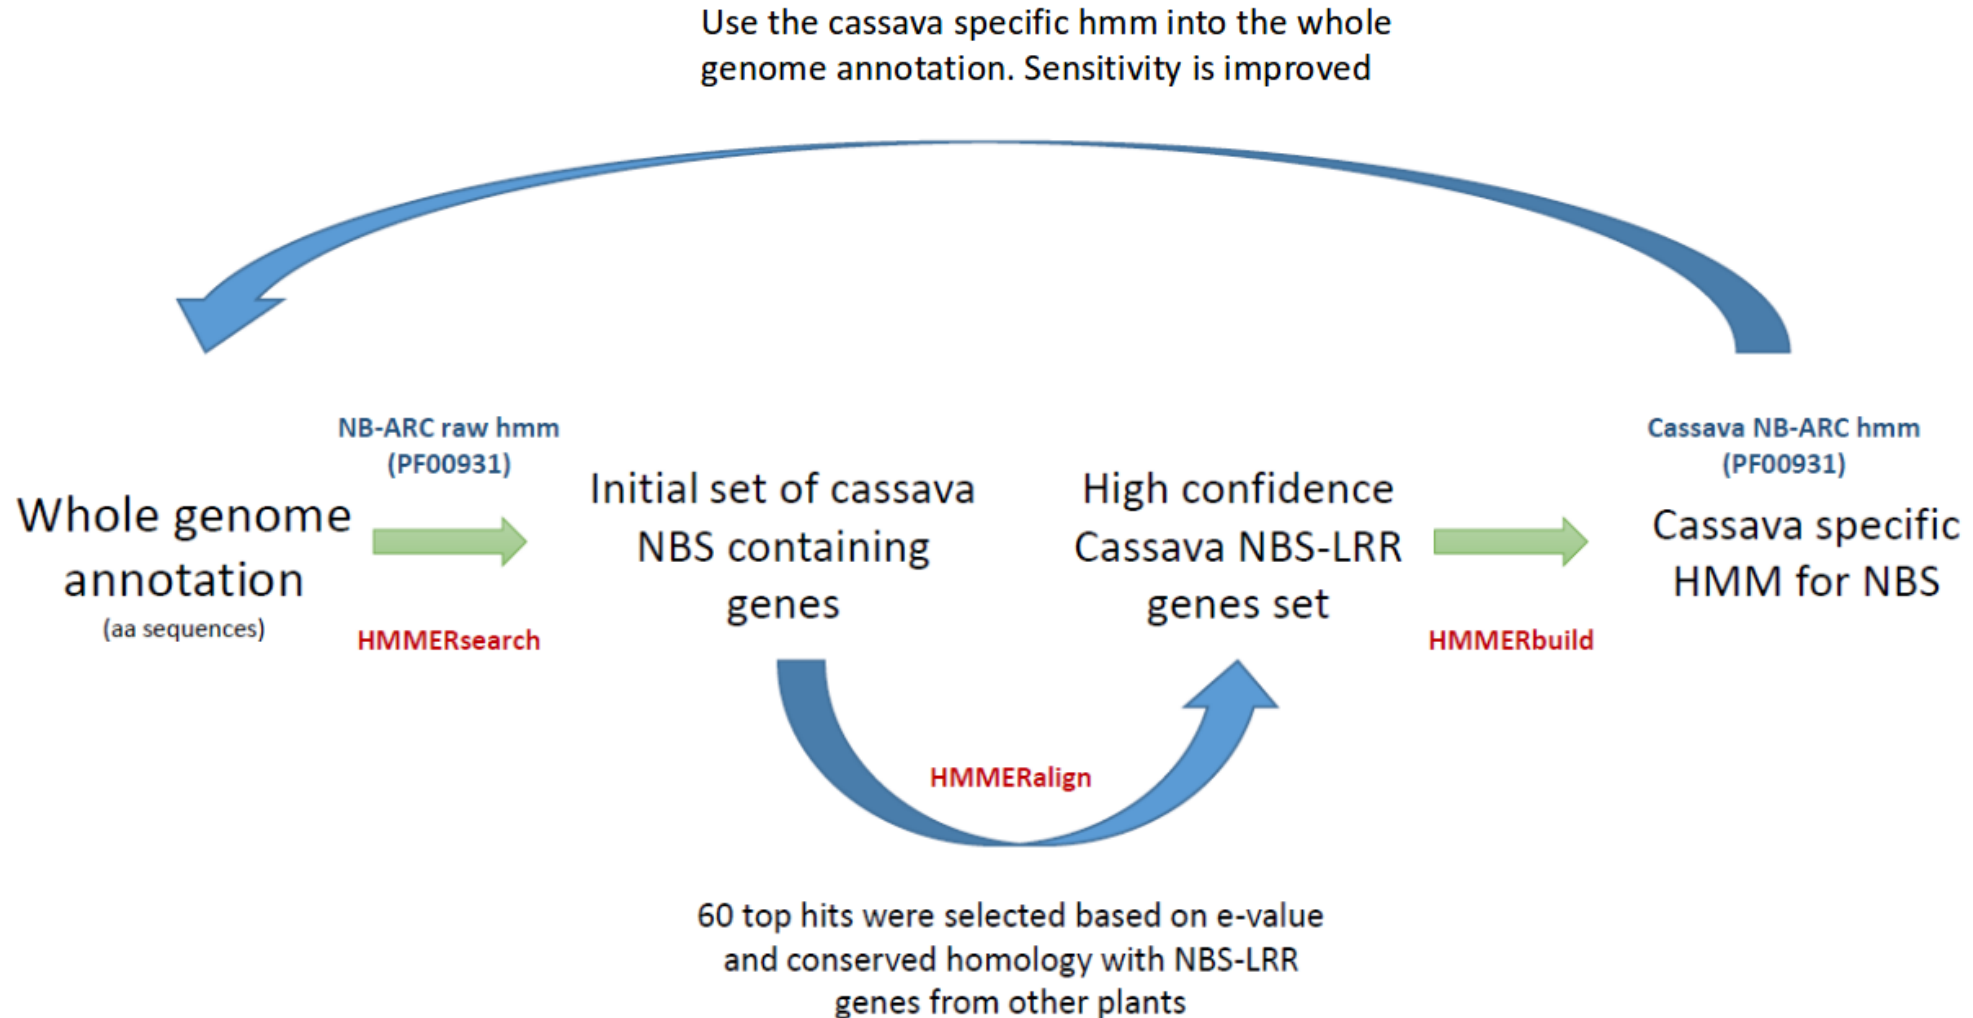 Use the cassava specific hmm into the whole
genome annotation. Sensitivity is improved
NB-ARC raw hmm
(PF00931)
Whole genome
annotation
(aa sequences)
HMMERsearch
Initial set of cassava
NBS containing
genes
HMMERalign
High confidence
Cassava NBS-LRR
genes set
HMMERbuild
Cassava NB-ARC hmm
(PF00931)
Cassava specific
HMM for NBS
60 top hits were selected based on e-value
and conserved homology with NBS-LRR
genes from other plants